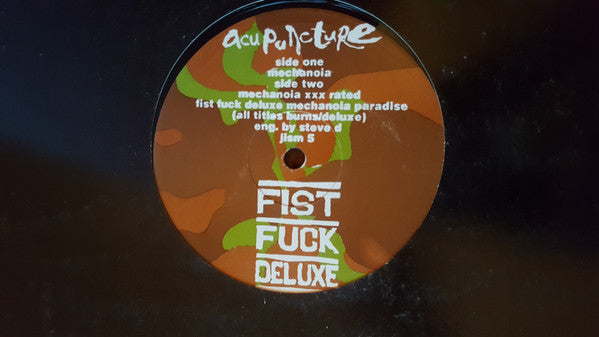 acupuncture
side one
mechanoia
side two
mechanoia xxx rated
fist fuck deluxe mechanoia paradise
(all titles burns/deluxe)
eng. by steve d
jism 5
FIST
FUCK
DELUXE